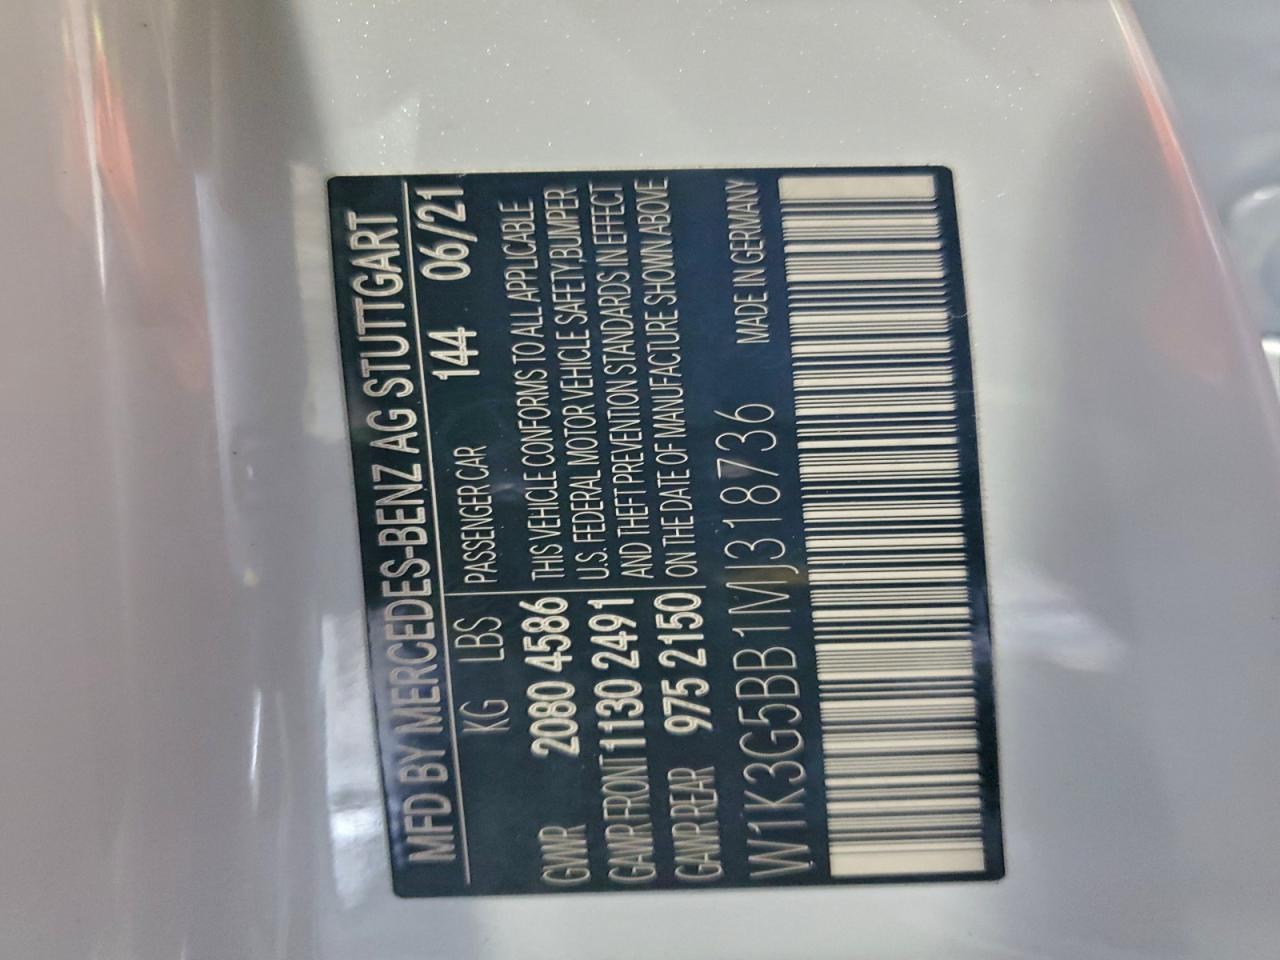 MFD BY MERCEDES-BENZ AG STUTTGART
KG LBS PASSENGER CAR 144 06/21
GVWR 2080 4586
GAWR FRONT 1130 2491
GAWR REAR 975 2150
THIS VEHICLE CONFORMS TO ALL APPLICABLE
U.S. FEDERAL MOTOR VEHICLE SAFETY,BUMPER
AND THEFT PREVENTION STANDARDS IN EFFECT
ON THE DATE OF MANUFACTURE SHOWN ABOVE
W1K3G5BB1MJ318736 MADE IN GERMANY